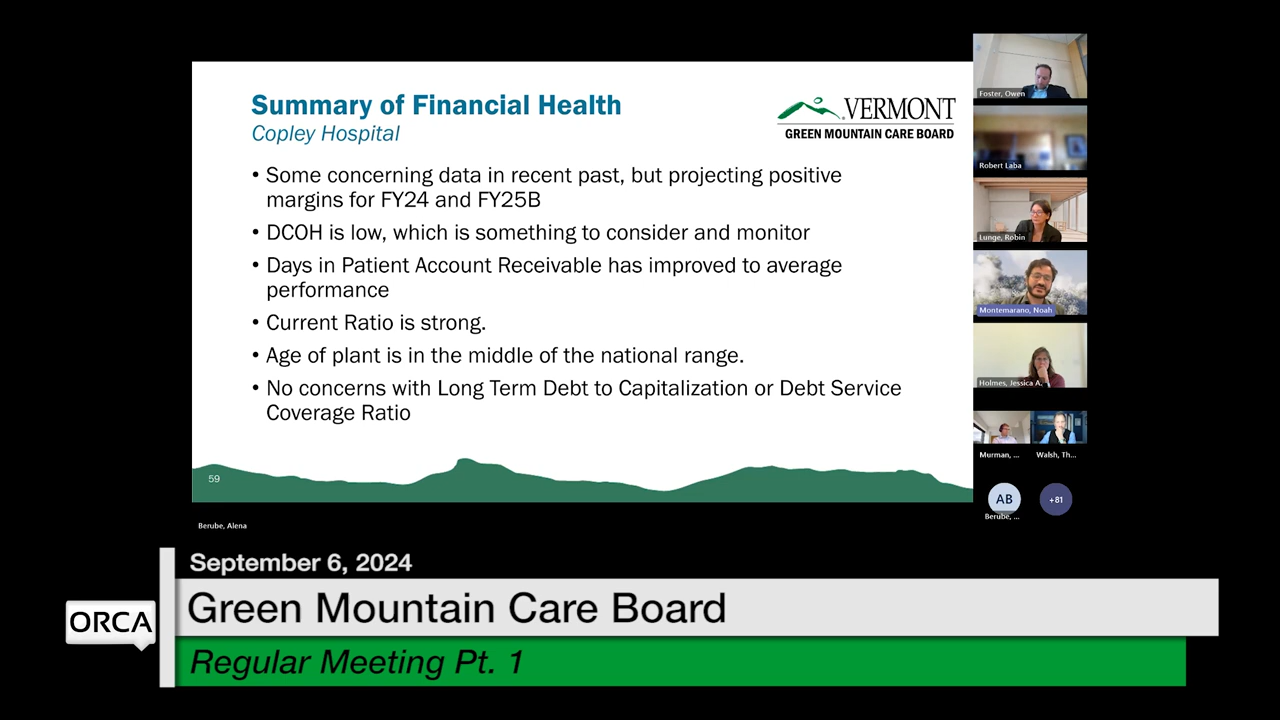 Summary of Financial Health
Copley Hospital
VERMONT
GREEN MOUNTAIN CARE BOARD
• Some concerning data in recent past, but projecting positive
margins for FY24 and FY25B
• DCOH is low, which is something to consider and monitor
• Days in Patient Account Receivable has improved to average
performance
• Current Ratio is strong.
• Age of plant is in the middle of the national range.
• No concerns with Long Term Debt to Capitalization or Debt Service
Coverage Ratio
59
Foster, Owen
Robert Laba
Lunge, Robin
Montemarano, Noah
Holmes, Jessica A.
Murman, ...
Walsh, Th...
AB
+81
Berube, ...
Berube, Alena
September 6, 2024
ORCA
Green Mountain Care Board
Regular Meeting Pt. 1